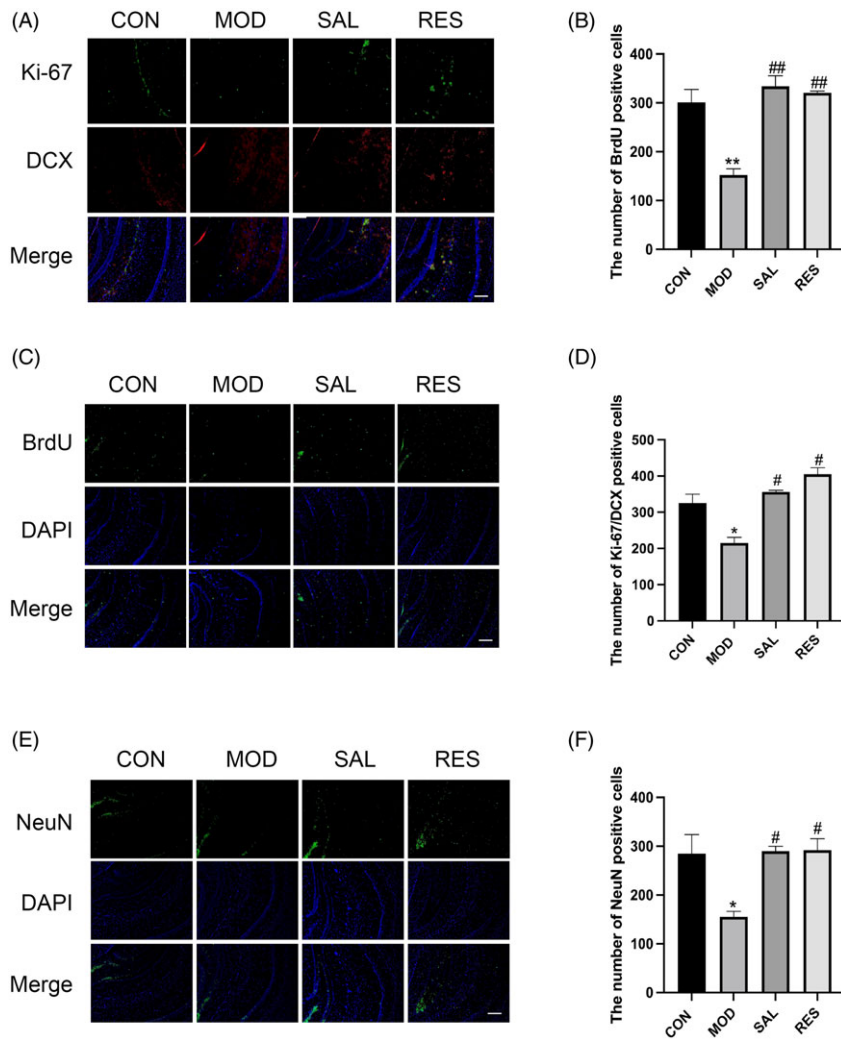 (A)
CON MOD SAL RES
Ki-67
DCX
Merge
(B)
The number of BrdU positive cells
400
300
200
100
0
## ##
**
CON MOD SAL RES
(C)
CON MOD SAL RES
BrdU
DAPI
Merge
(D)
The number of Ki-67/DCX positive cells
500
400
300
200
100
0
# #
*
CON MOD SAL RES
(E)
CON MOD SAL RES
NeuN
DAPI
Merge
(F)
The number of NeuN positive cells
400
300
200
100
0
# #
*
CON MOD SAL RES